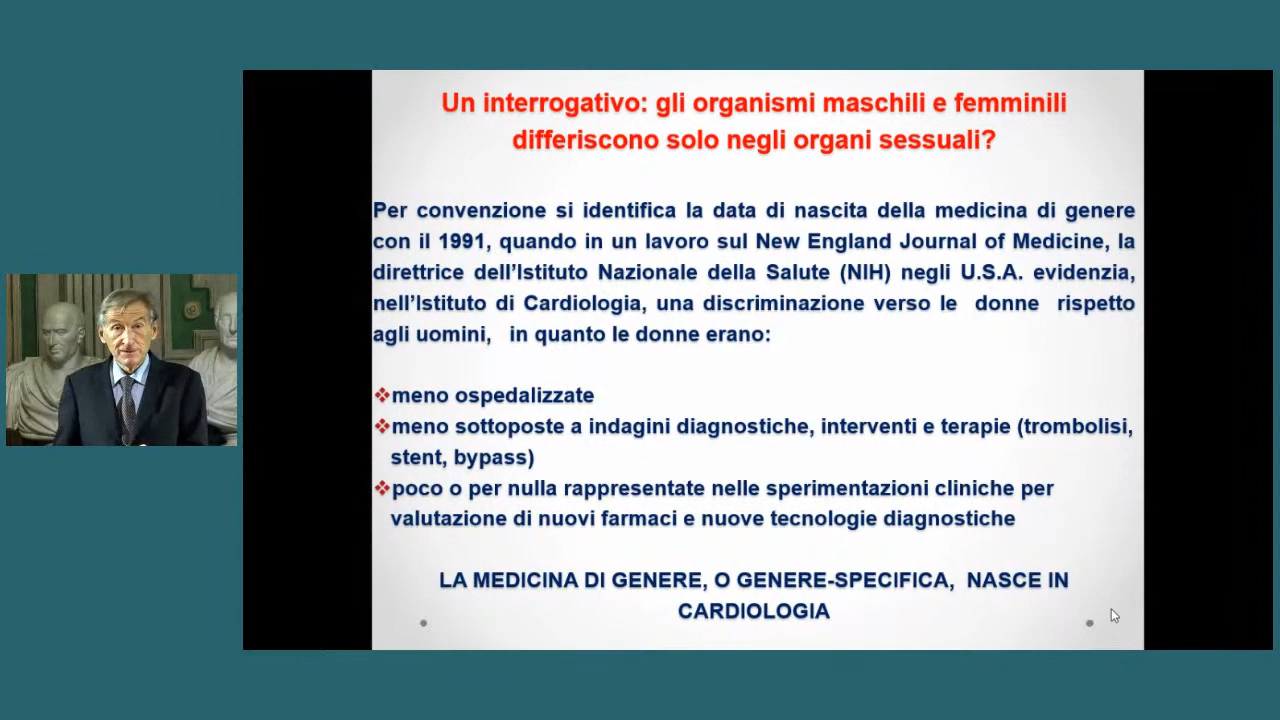 Un interrogativo: gli organismi maschili e femminili
differiscono solo negli organi sessuali?
Per convenzione si identifica la data di nascita della medicina di genere
con il 1991, quando in un lavoro sul New England Journal of Medicine, la
direttrice dell'Istituto Nazionale della Salute (NIH) negli U.S.A. evidenzia,
nell'Istituto di Cardiologia, una discriminazione verso le donne rispetto
agli uomini, in quanto le donne erano:
❖meno ospedalizzate
❖meno sottoposte a indagini diagnostiche, interventi e terapie (trombolisi,
stent, bypass)
❖poco o per nulla rappresentate nelle sperimentazioni cliniche per
valutazione di nuovi farmaci e nuove tecnologie diagnostiche
LA MEDICINA DI GENERE, O GENERE-SPECIFICA, NASCE IN
CARDIOLOGIA